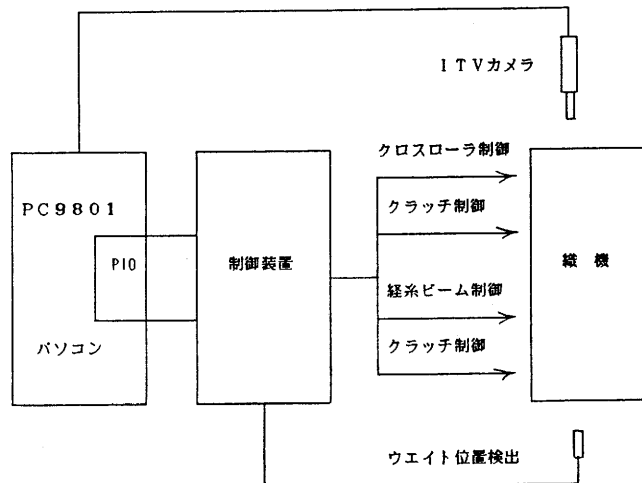 ITVカメラ
クロスローラ制御
PC9801
クラッチ制御
PIO
制御装置
織 機
経糸ビーム制御
パソコン
クラッチ制御
ウエイト位置検出